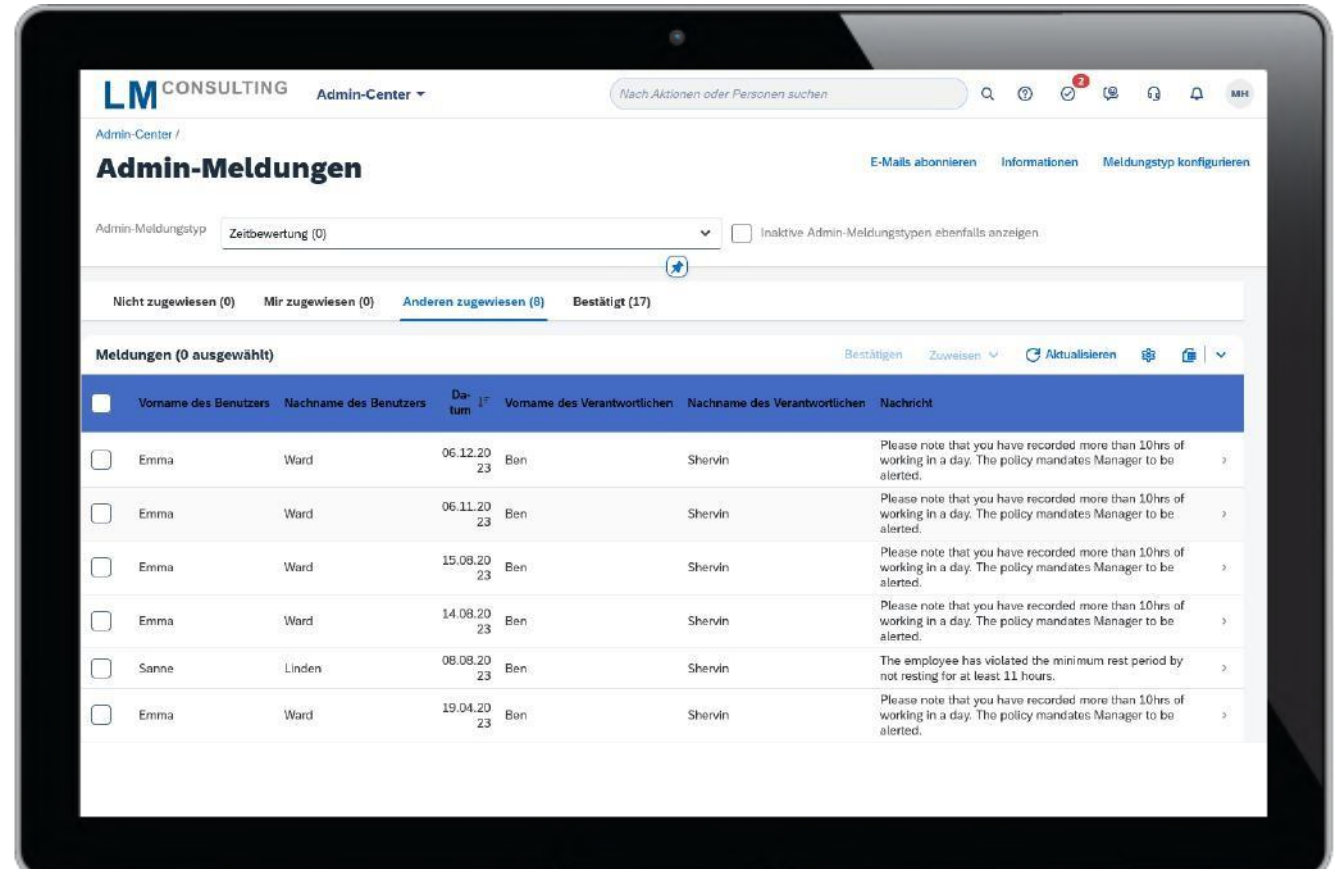 LM CONSULTING
Admin-Center
Nach Aktionen oder Personen suchen
2
MH
Admin-Center /
Admin-Meldungen
E-Mails abonnieren
Informationen
Meldungstyp konfigurieren
Admin-Meldungstyp
Zeitbewertung (0)
Inaktive Admin-Meldungstypen ebenfalls anzeigen
Nicht zugewiesen (0)
Mir zugewiesen (0)
Anderen zugewiesen (8)
Bestätigt (17)
Meldungen (0 ausgewählt)
Bestätigen
Zuweisen
Aktualisieren
Vorname des Benutzers
Nachname des Benutzers
Da-
tum
Vorname des Verantwortlichen
Nachname des Verantwortlichen
Nachricht
Emma
Ward
06.12.20
23
Ben
Shervin
Please note that you have recorded more than 10hrs of
working in a day. The policy mandates Manager to be
alerted.
Emma
Ward
06.11.20
23
Ben
Shervin
Please note that you have recorded more than 10hrs of
working in a day. The policy mandates Manager to be
alerted.
Emma
Ward
15.08.20
23
Ben
Shervin
Please note that you have recorded more than 10hrs of
working in a day. The policy mandates Manager to be
alerted.
Emma
Ward
14.08.20
23
Ben
Shervin
Please note that you have recorded more than 10hrs of
working in a day. The policy mandates Manager to be
alerted.
Sanne
Linden
08.08.20
23
Ben
Shervin
The employee has violated the minimum rest period by
not resting for at least 11 hours.
Emma
Ward
19.04.20
23
Ben
Shervin
Please note that you have recorded more than 10hrs of
working in a day. The policy mandates Manager to be
alerted.